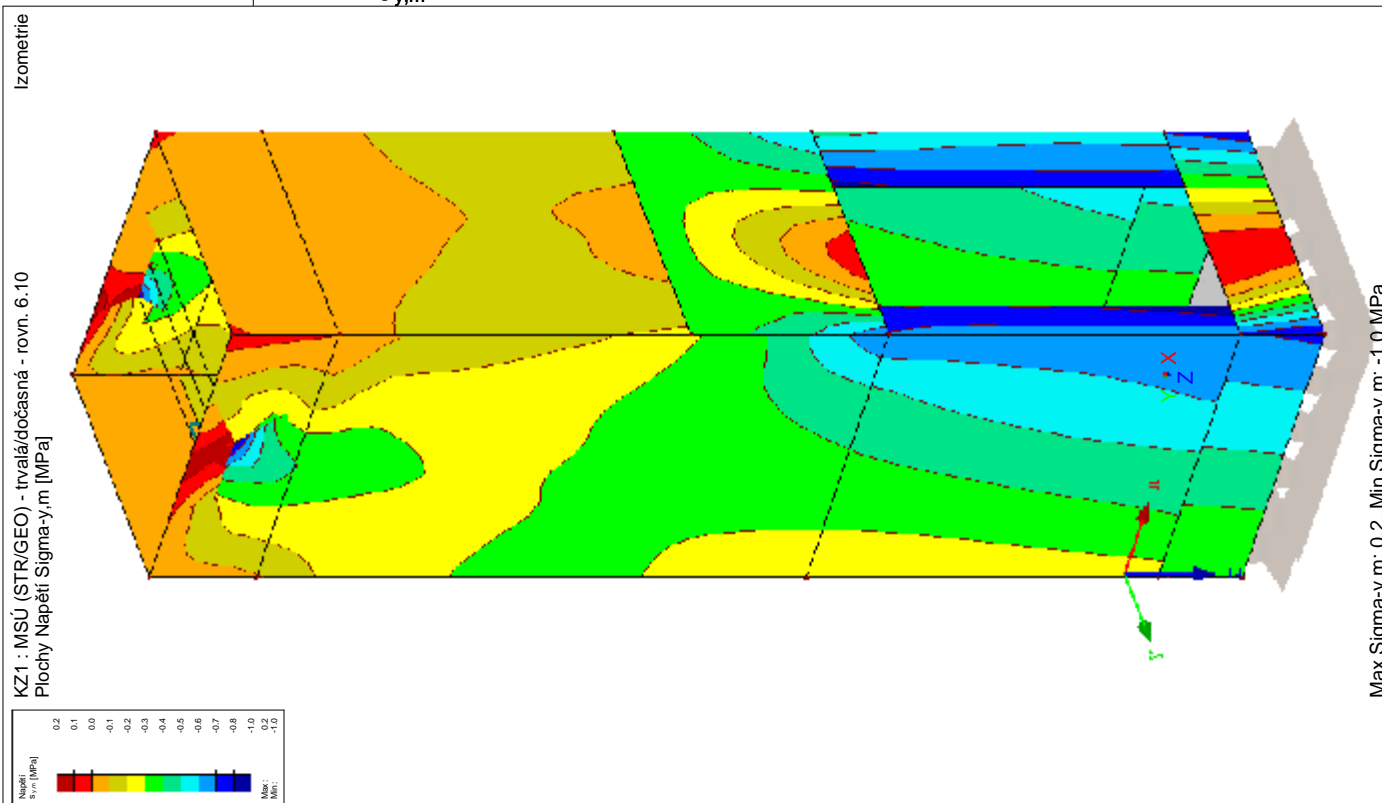 σ y,m
Izometrie
KZ1 : MSÚ (STR/GEO) - trvalá/dočasná - rovn. 6.10
Plochy Napětí Sigma-y,m [MPa]
X
Y
Z
Napětí
s y,m [MPa]
0.2
0.1
0.0
-0.1
-0.2
-0.3
-0.4
-0.5
-0.6
-0.7
-0.8
-1.0
Max : 0.2
Min : -1.0
Max Sigma-y,m: 0.2, Min Sigma-y,m: -1.0 MPa